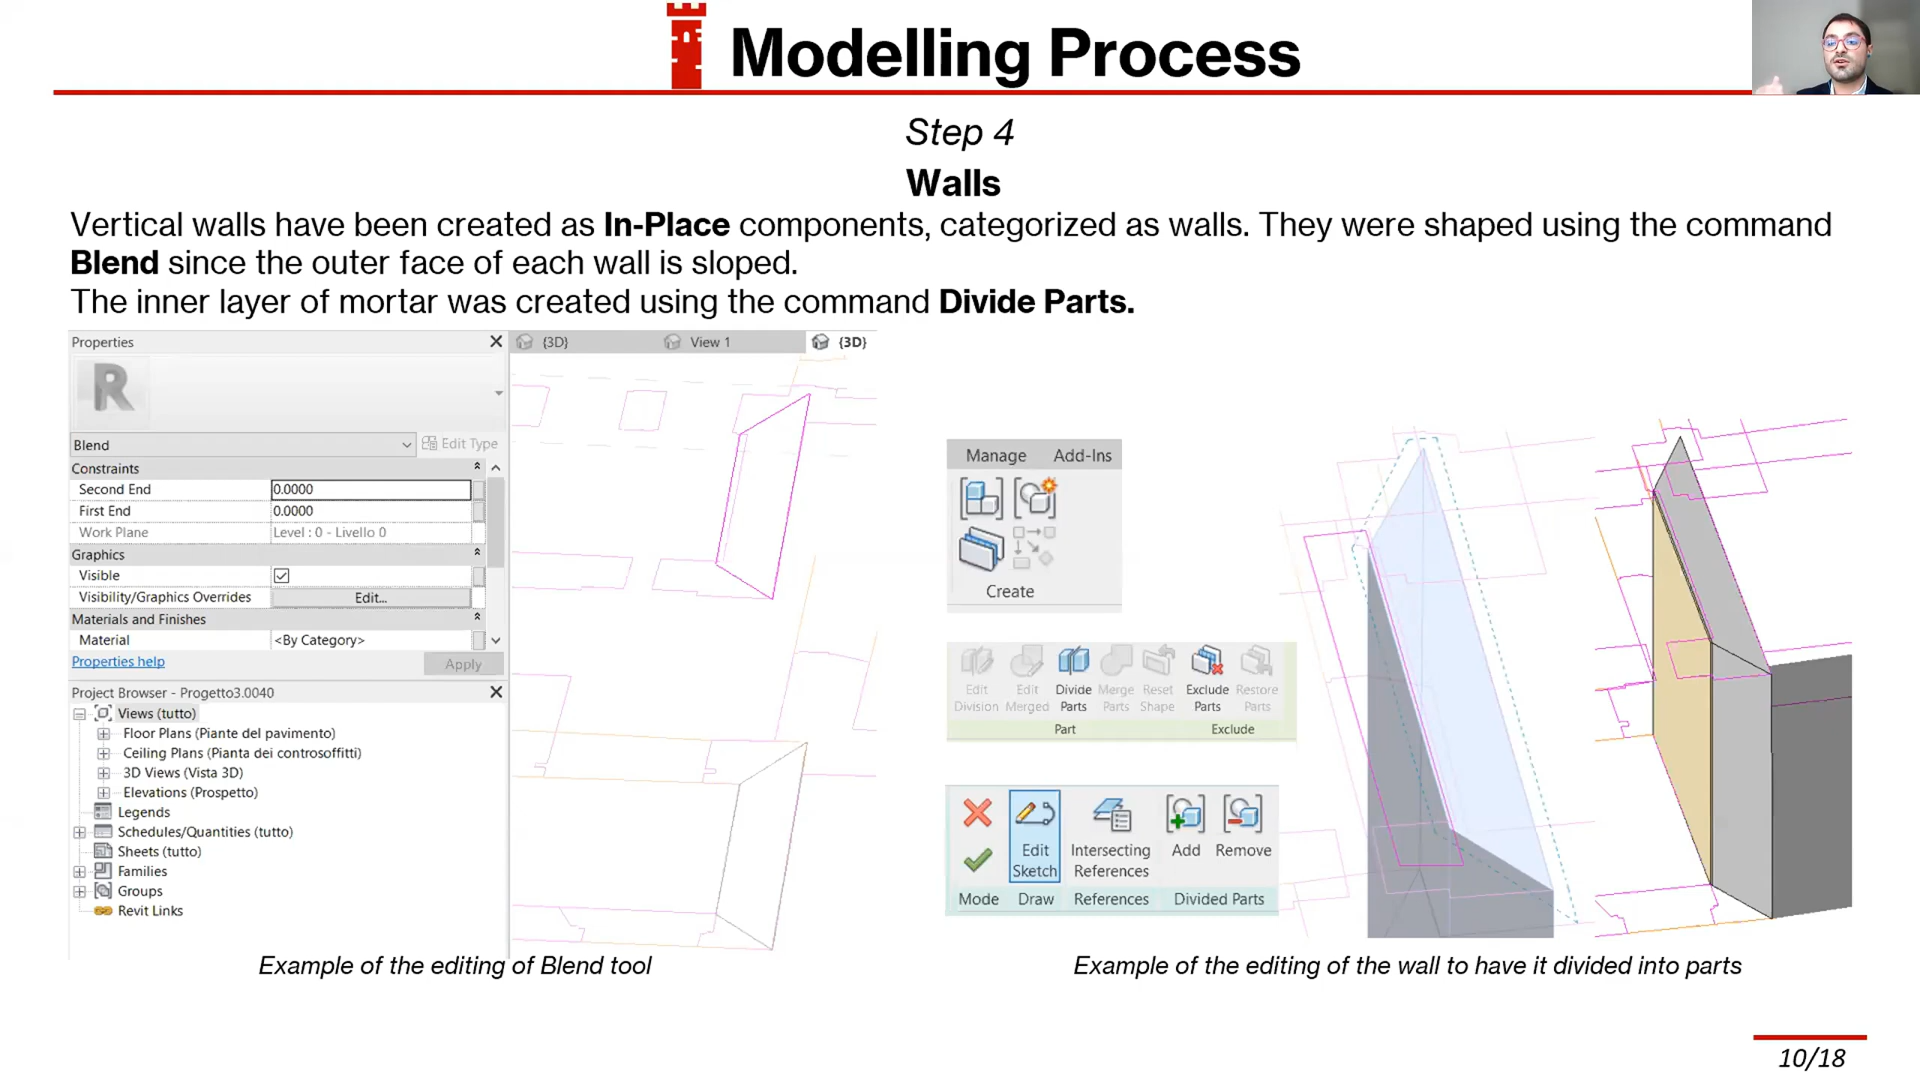 Modelling Process
Step 4
Walls
Vertical walls have been created as In-Place components, categorized as walls. They were shaped using the command
Blend since the outer face of each wall is sloped.
The inner layer of mortar was created using the command Divide Parts.
Properties
{3D}
View 1
{3D}
R
Blend
Edit Type
Constraints
Second End 0.0000
First End 0.0000
Work Plane Level : 0 - Livello 0
Graphics
Visible
Visibility/Graphics Overrides Edit...
Materials and Finishes
Material <By Category>
Properties help
Apply
Project Browser - Progetto3.0040
Views (tutto)
Floor Plans (Piante del pavimento)
Ceiling Plans (Pianta dei controsoffitti)
3D Views (Vista 3D)
Elevations (Prospetto)
Legends
Schedules/Quantities (tutto)
Sheets (tutto)
Families
Groups
Revit Links
Example of the editing of Blend tool
Manage Add-Ins
Create
Edit Edit Divide Merge Reset Exclude Restore
Division Merged Parts Parts Shape Parts Parts
Part Exclude
Edit Intersecting Add Remove
Sketch References
Mode Draw References Divided Parts
Example of the editing of the wall to have it divided into parts
10/18